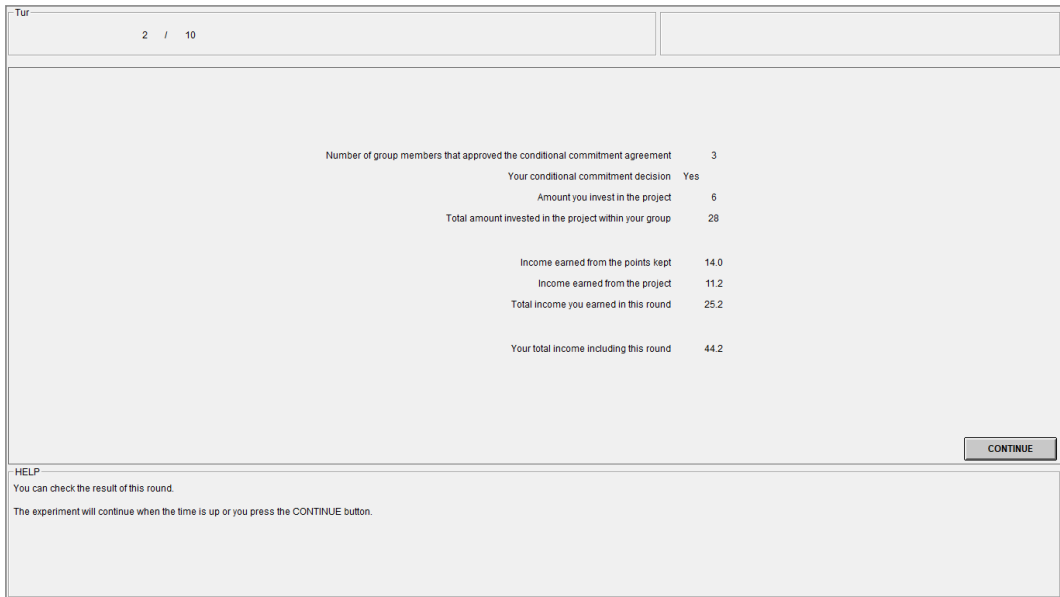 Tur
2 / 10
Number of group members that approved the conditional commitment agreement 3
Your conditional commitment decision Yes
Amount you invest in the project 6
Total amount invested in the project within your group 28
Income earned from the points kept 14.0
Income earned from the project 11.2
Total income you earned in this round 25.2
Your total income including this round 44.2
CONTINUE
HELP
You can check the result of this round.
The experiment will continue when the time is up or you press the CONTINUE button.